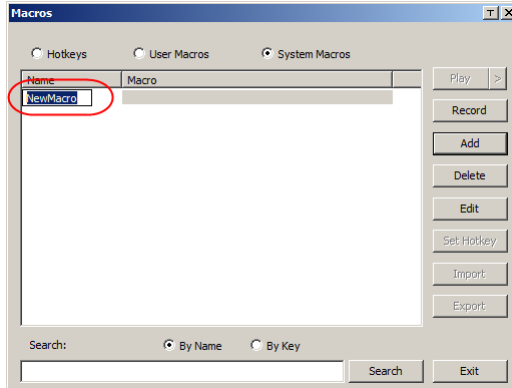 Macros
Hotkeys User Macros System Macros
Name Macro
NewMacro
Play >
Record
Add
Delete
Edit
Set Hotkey
Import
Export
Search: By Name By Key
Search Exit